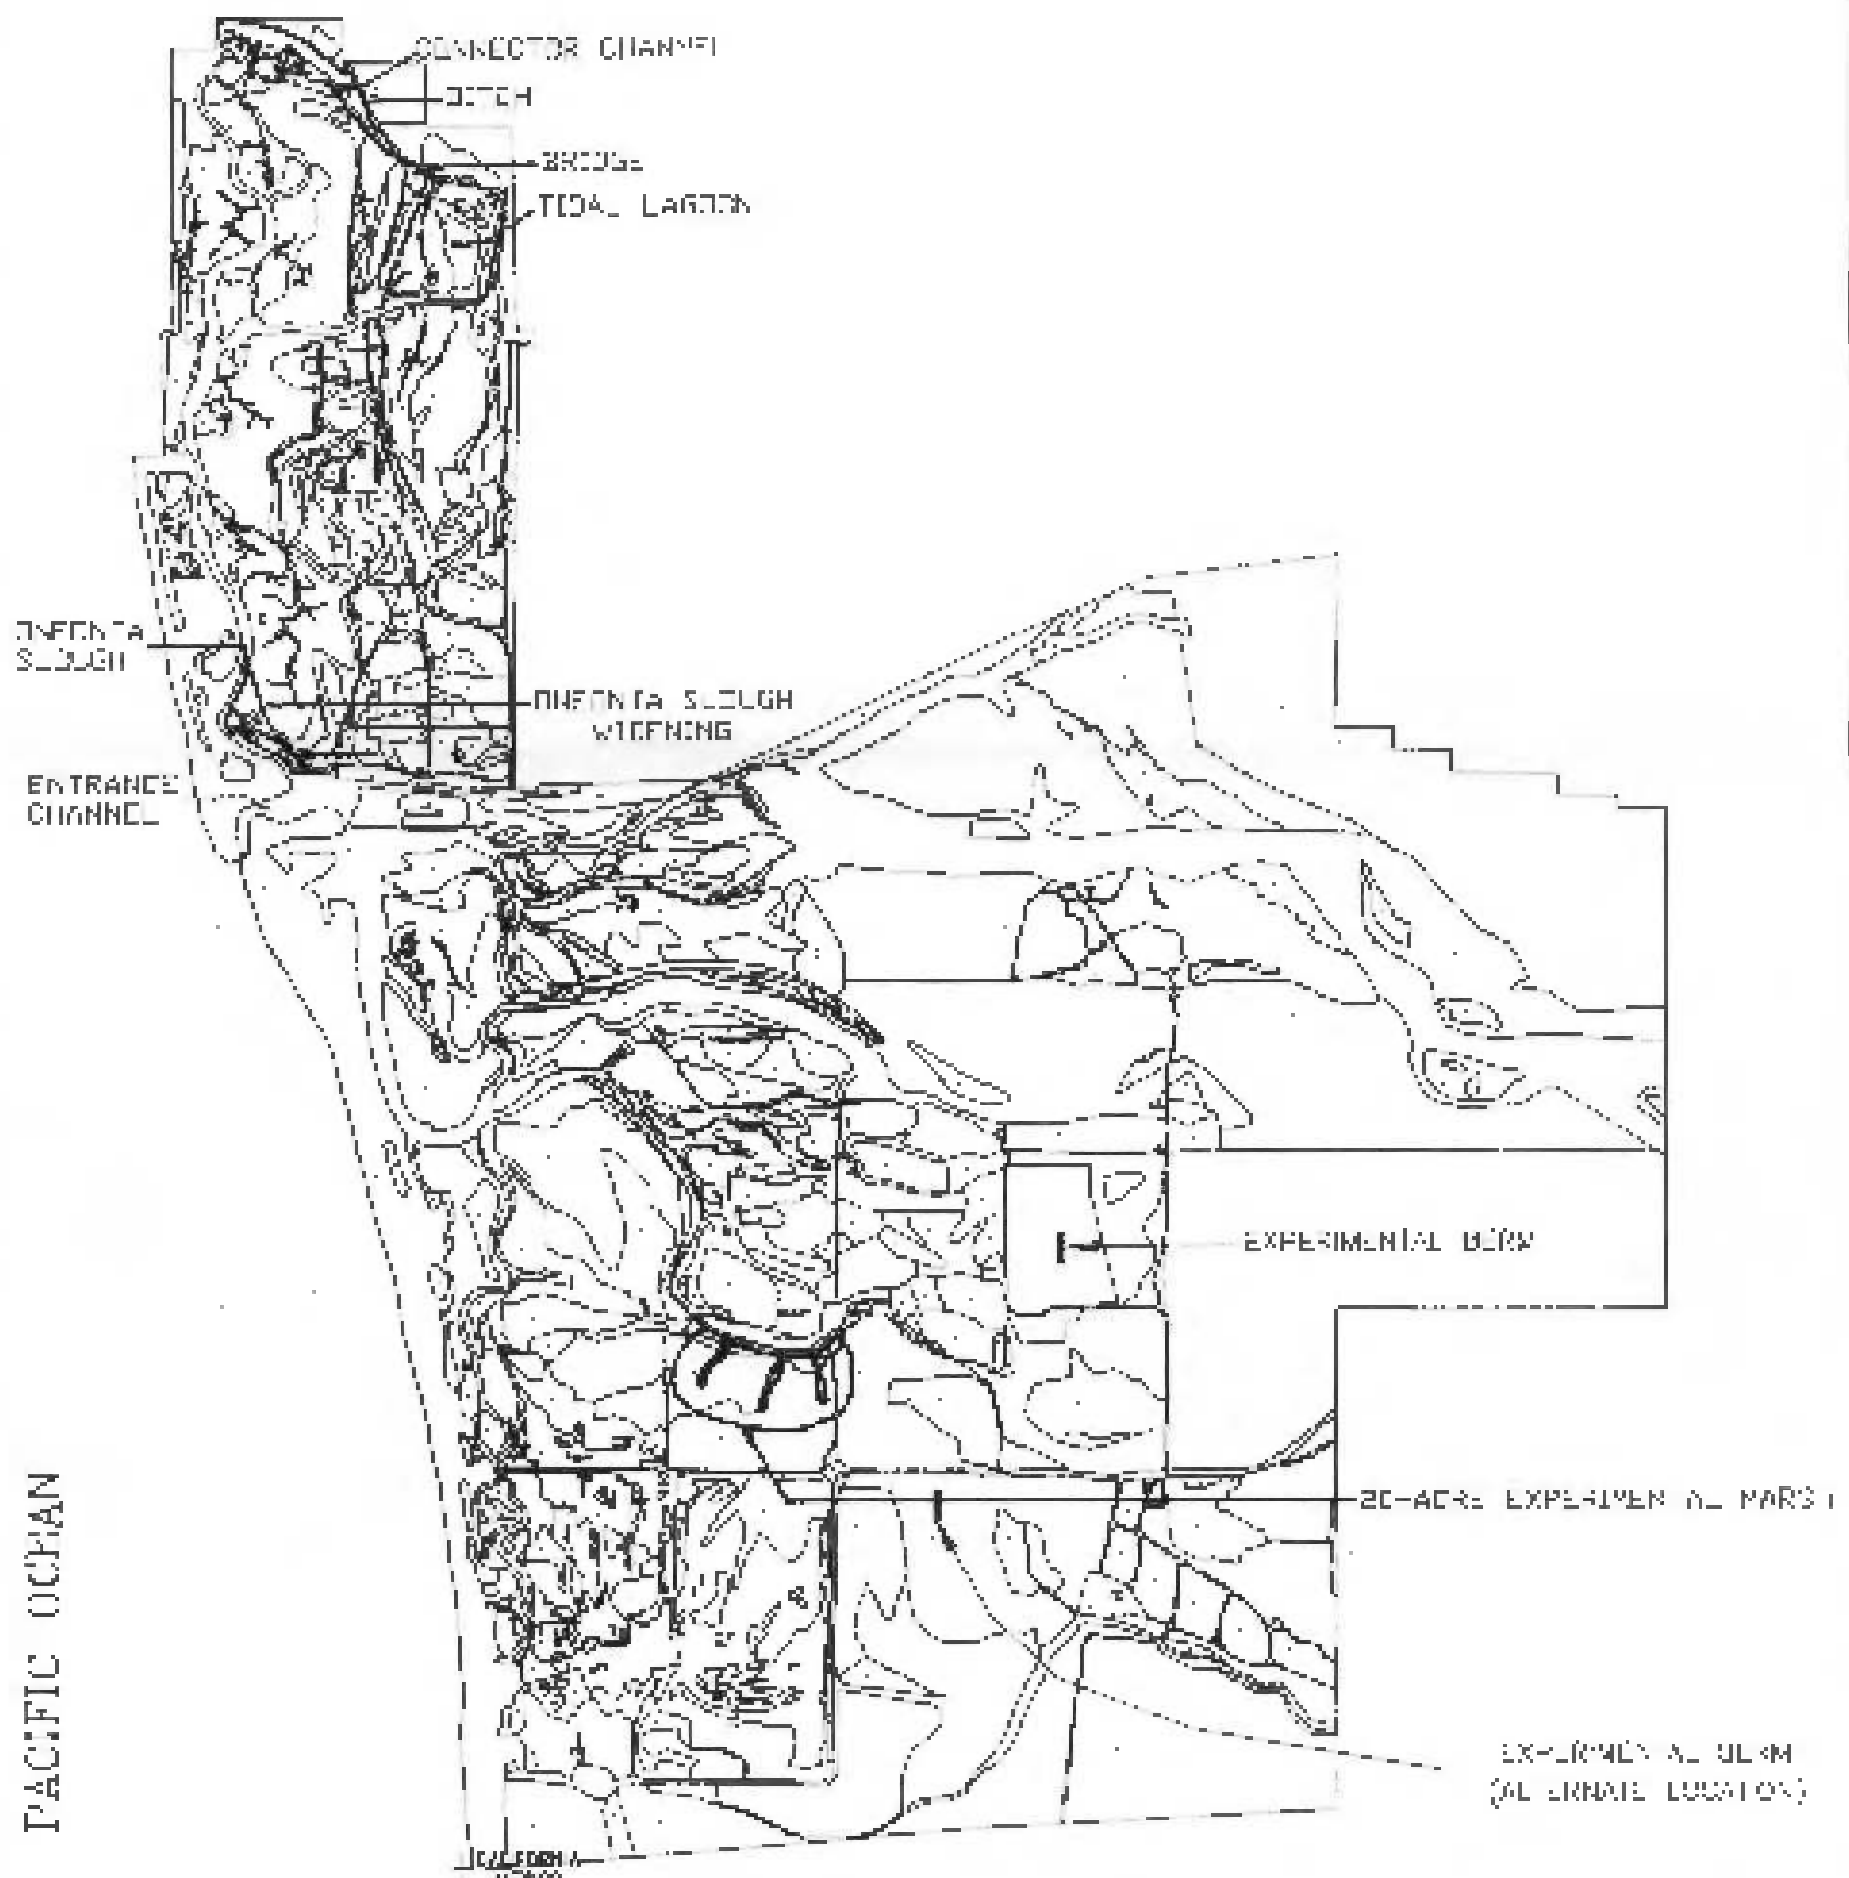 CONNECTOR CHANNEL
DITCH
BRIDGE
TIDAL LAGOON
ONEONTA
SLOUGH
ONEONTA SLOUGH
WIDENING
ENTRANCE
CHANNEL
EXPERIMENTAL BERM
20-ACRE EXPERIMENTAL MARSH
EXPERIMENTAL BERM
(ALTERNATE LOCATION)
PACIFIC OCEAN
CALIFORNIA